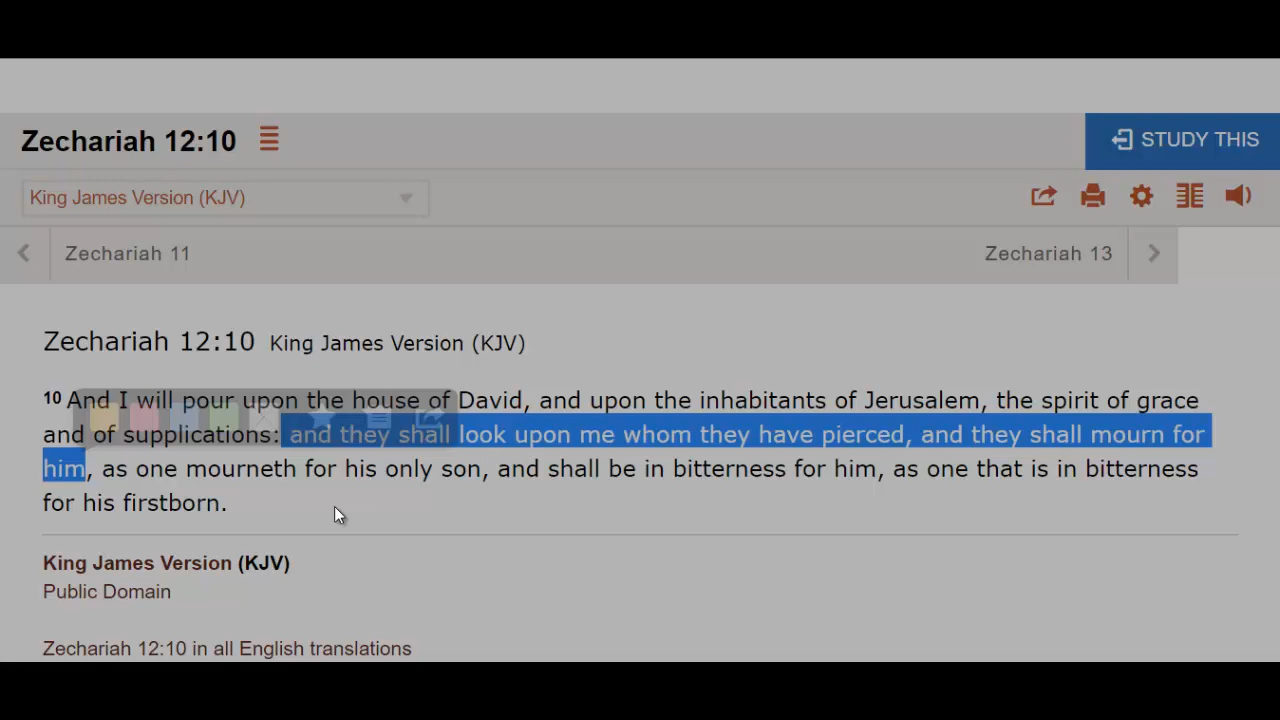 Zechariah 12:10
STUDY THIS
King James Version (KJV)
Zechariah 11
Zechariah 13
Zechariah 12:10 King James Version (KJV)
10 And I will pour upon the house of David, and upon the inhabitants of Jerusalem, the spirit of grace
and of supplications: and they shall look upon me whom they have pierced, and they shall mourn for
him, as one mourneth for his only son, and shall be in bitterness for him, as one that is in bitterness
for his firstborn.
King James Version (KJV)
Public Domain
Zechariah 12:10 in all English translations